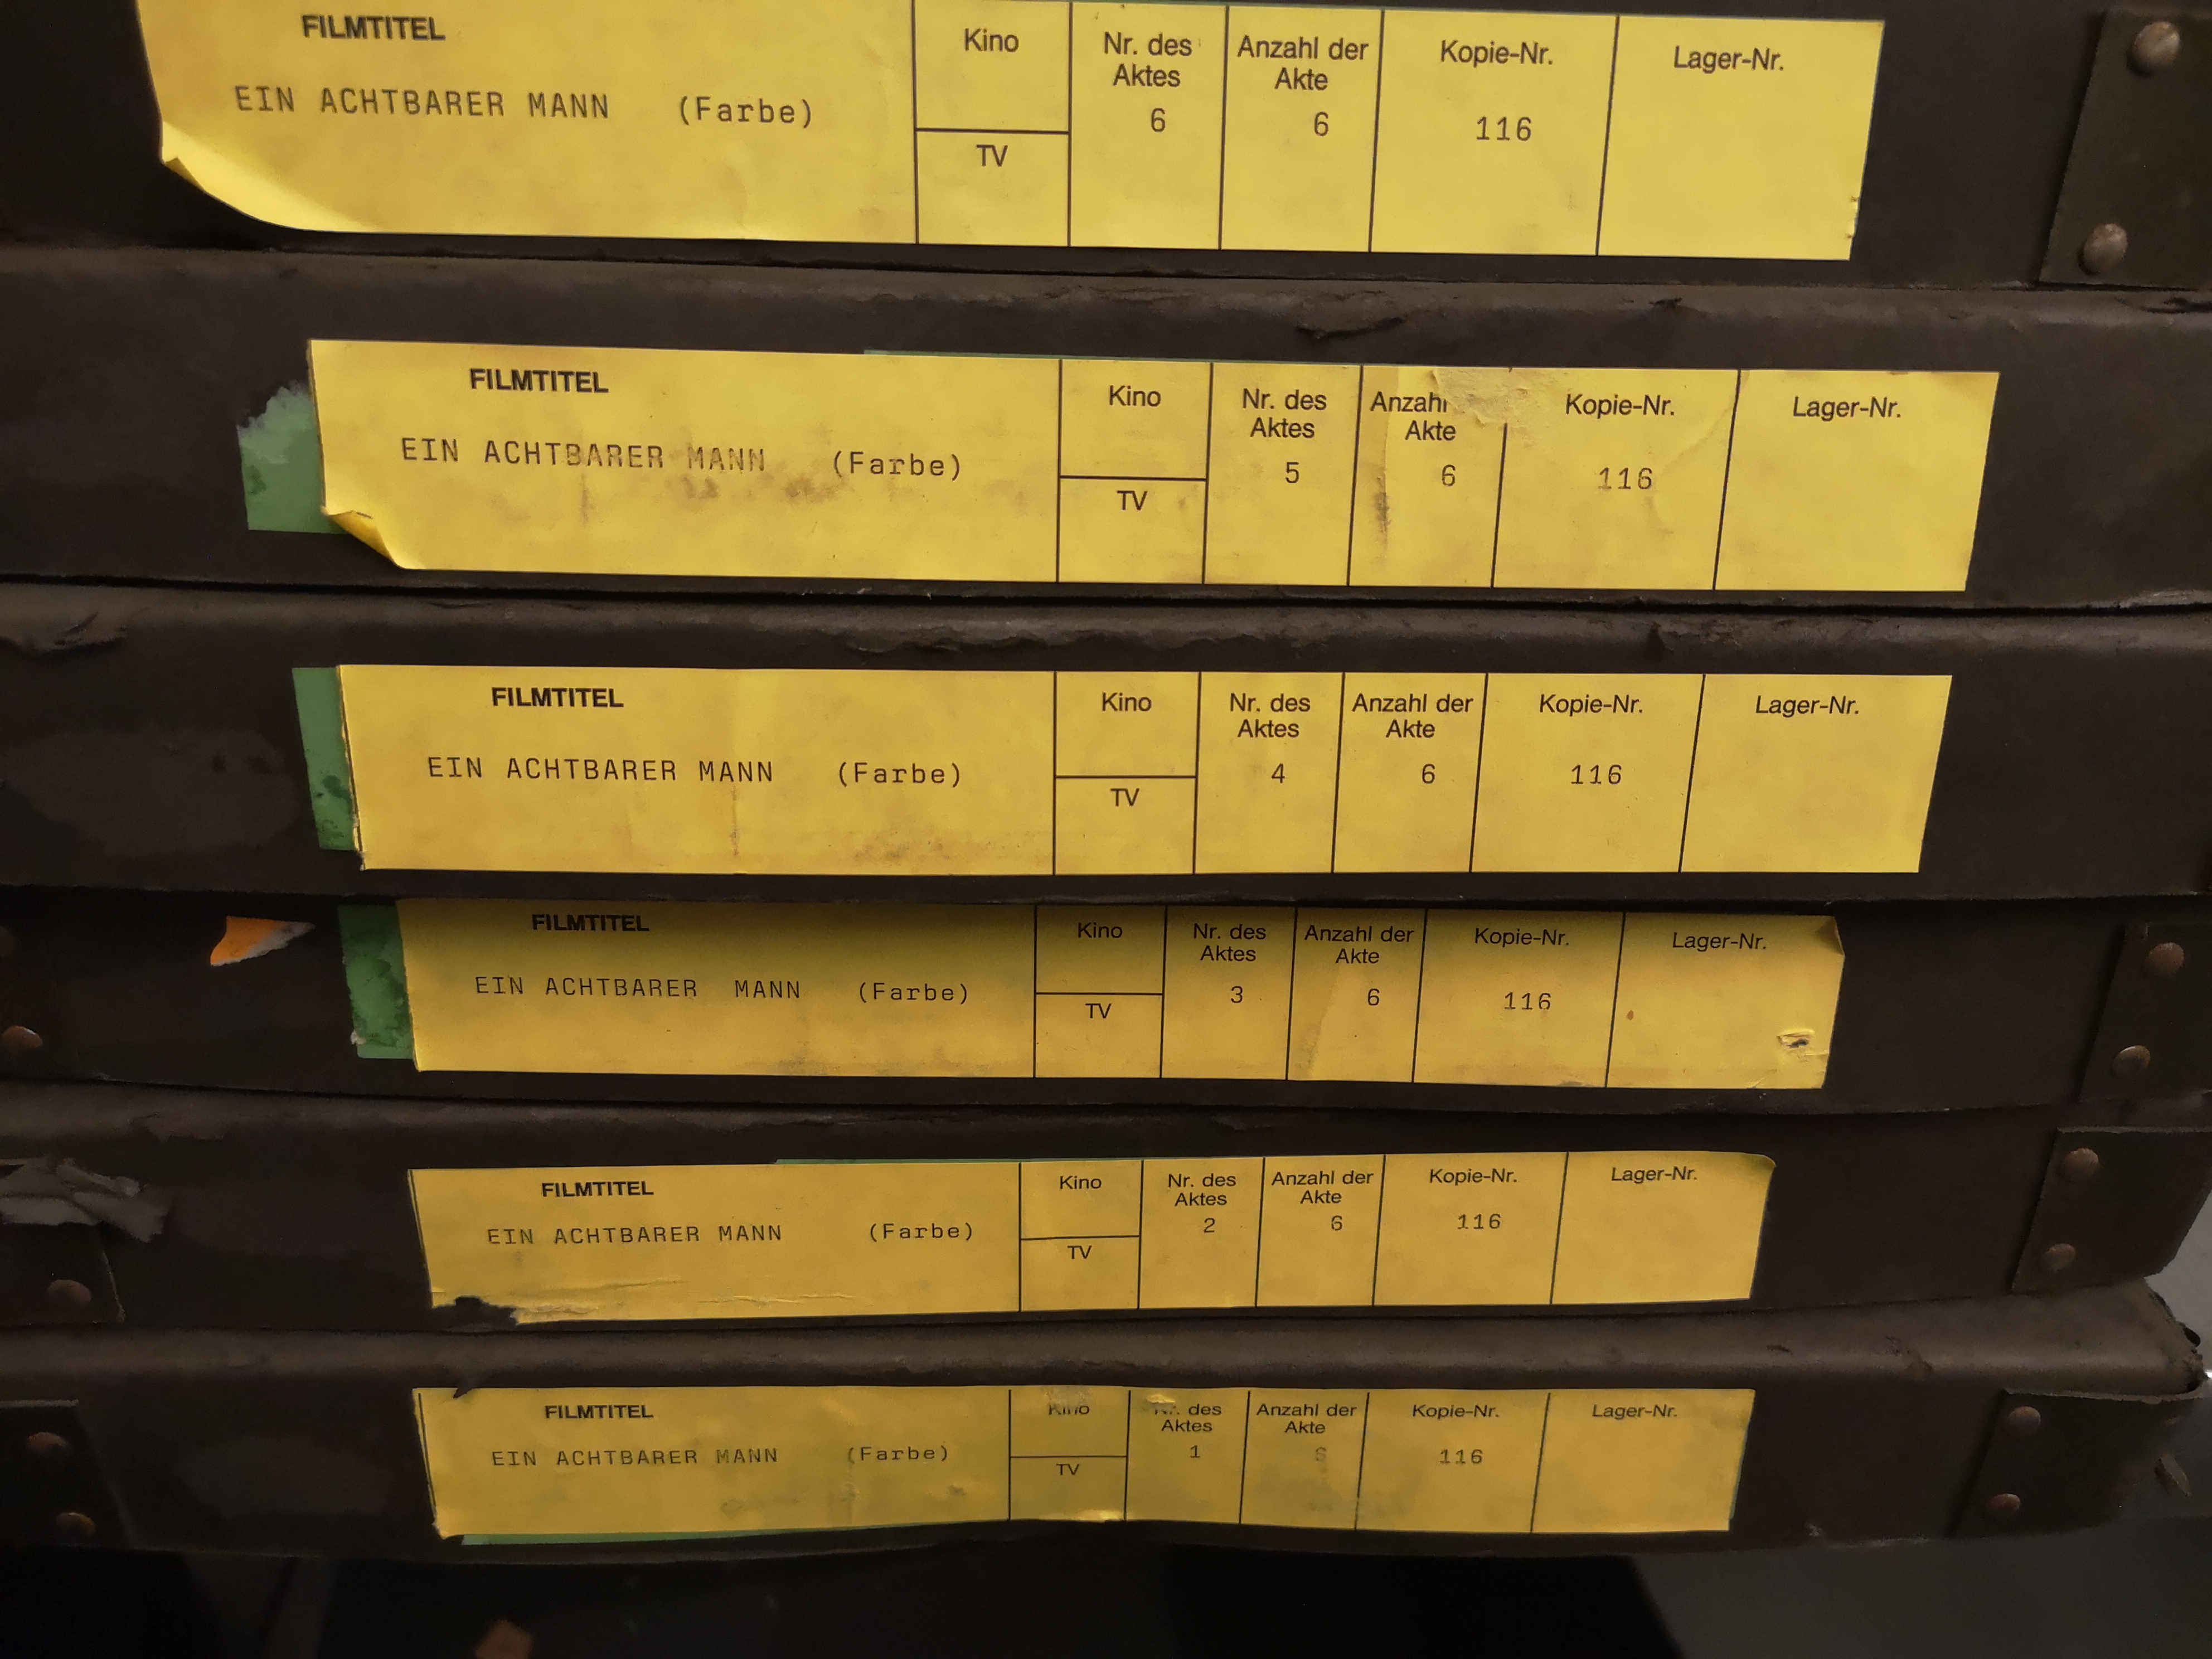 FILMTITEL Kino Nr. des Anzahl der Kopie-Nr. Lager-Nr.
Aktes Akte
EIN ACHTBARER MANN (Farbe) 6 6 116
TV
FILMTITEL Kino Nr. des Anzahl Kopie-Nr. Lager-Nr.
Aktes Akte
EIN ACHTBARER MANN (Farbe) 5 6 116
TV
FILMTITEL Kino Nr. des Anzahl der Kopie-Nr. Lager-Nr.
Aktes Akte
EIN ACHTBARER MANN (Farbe) 4 6 116
TV
FILMTITEL Kino Nr. des Anzahl der Kopie-Nr. Lager-Nr.
Aktes Akte
EIN ACHTBARER MANN (Farbe) 3 6 116
TV
FILMTITEL Kino Nr. des Anzahl der Kopie-Nr. Lager-Nr.
Aktes Akte
EIN ACHTBARER MANN (Farbe) 2 6 116
TV
FILMTITEL Kino Nr. des Anzahl der Kopie-Nr. Lager-Nr.
Aktes Akte
EIN ACHTBARER MANN (Farbe) 1 6 116
TV